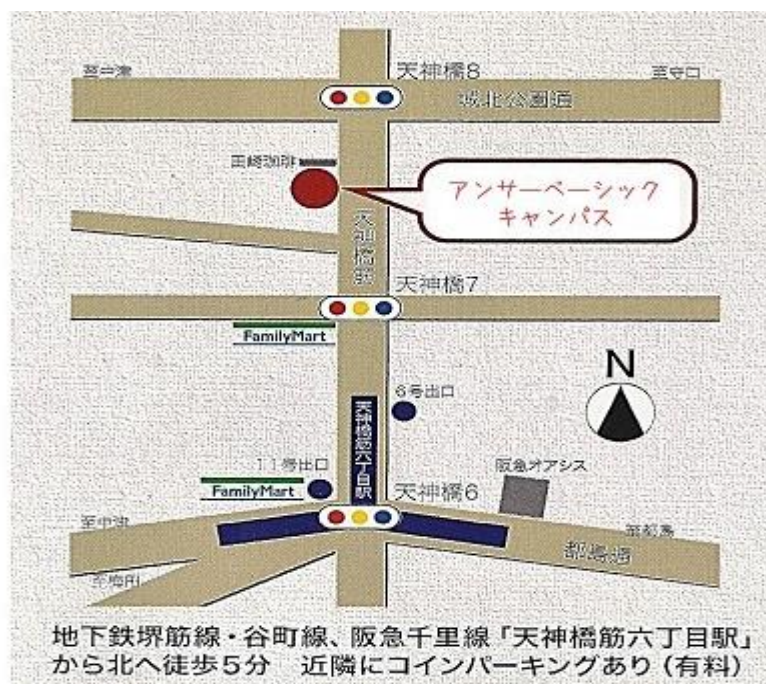 天神橋8
至中津
至守口
城北公園通
田崎珈琲
アンサーベーシック
キャンパス
天神橋筋
天神橋7
FamilyMart
6号出口
N
天神橋筋六丁目駅
11号出口
FamilyMart
阪急オアシス
天神橋6
至中津
至都島
都島通
至梅田
地下鉄堺筋線・谷町線、阪急千里線「天神橋筋六丁目駅」
から北へ徒歩5分 近隣にコインパーキングあり(有料)